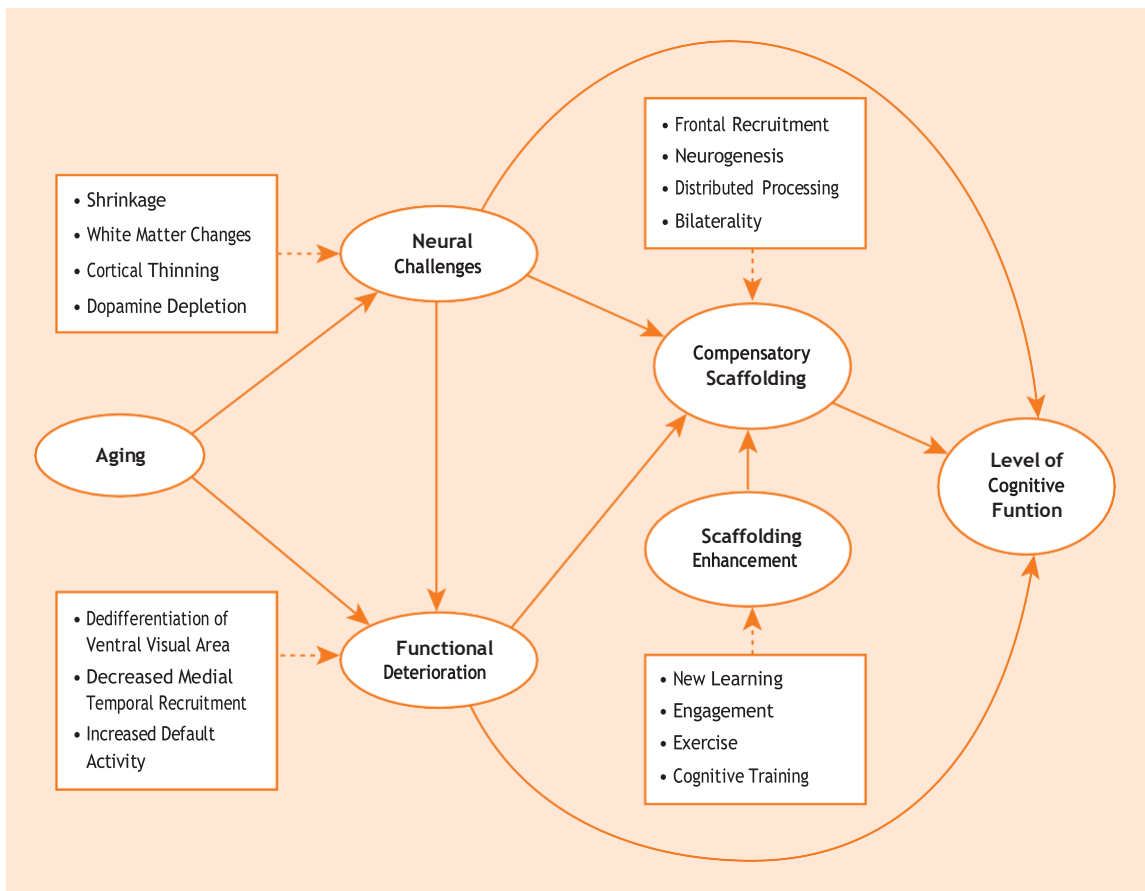 • Shrinkage
• White Matter Changes
• Cortical Thinning
• Dopamine Depletion
Neural
Challenges
• Frontal Recruitment
• Neurogenesis
• Distributed Processing
• Bilaterality
Compensatory
Scaffolding
Aging
Level of
Cognitive
Funtion
Scaffolding
Enhancement
• Dedifferentiation of
Ventral Visual Area
• Decreased Medial
Temporal Recruitment
• Increased Default
Activity
Functional
Deterioration
• New Learning
• Engagement
• Exercise
• Cognitive Training